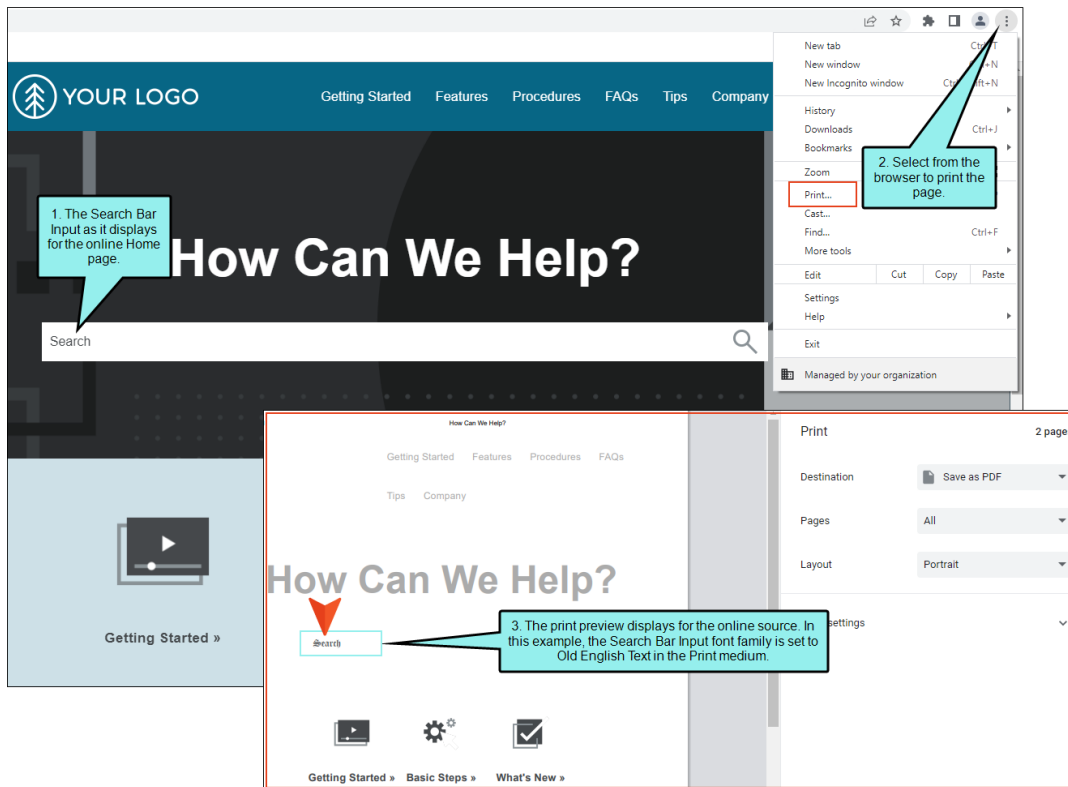 New tab
New window
New Incognito window
History
Downloads Ctrl+J
Bookmarks
Zoom
Print...
Cast...
Find... Ctrl+F
More tools
Edit Cut Copy Paste
Settings
Help
Exit
Managed by your organization
2. Select from the
browser to print the
page.
YOUR LOGO
Getting Started Features Procedures FAQs Tips Company
1. The Search Bar
Input as it displays
for the online Home
page.
How Can We Help?
Search
Getting Started »
How Can We Help?
Getting Started Features Procedures FAQs
Tips Company
How Can We Help?
Search
3. The print preview displays for the online source. In
this example, the Search Bar Input font family is set to
Old English Text in the Print medium.
Getting Started » Basic Steps » What's New »
Print 2 page
Destination Save as PDF
Pages All
Layout Portrait
settings